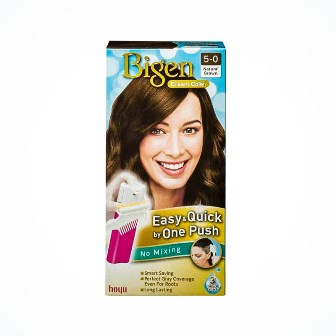 Bigen
Cream Color
5-0
Natural
Brown
Easy & Quick
by One Push
No Mixing
Smart Saving
Perfect Gray Coverage
Even For Roots
Long Lasting
hoyu